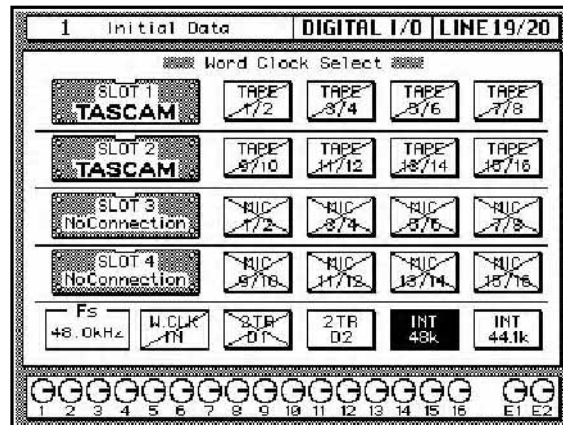 1 Initial Data DIGITAL I/O LINE19/20
Word Clock Select
SLOT 1 TAPE TAPE TAPE TAPE
TASCAM 1/2 3/4 5/6 7/8
SLOT 2 TAPE TAPE TAPE TAPE
TASCAM 9/10 11/12 13/14 15/16
SLOT 3 MIC MIC MIC MIC
NoConnection 1/2 3/4 5/6 7/8
SLOT 4 MIC MIC MIC MIC
NoConnection 9/10 11/12 13/14 15/16
Fs W.CLK 2TR 2TR INT INT
48.0kHz IN D1 D2 48k 44.1k
1 2 3 4 5 6 7 8 9 10 11 12 13 14 15 16 E1 E2